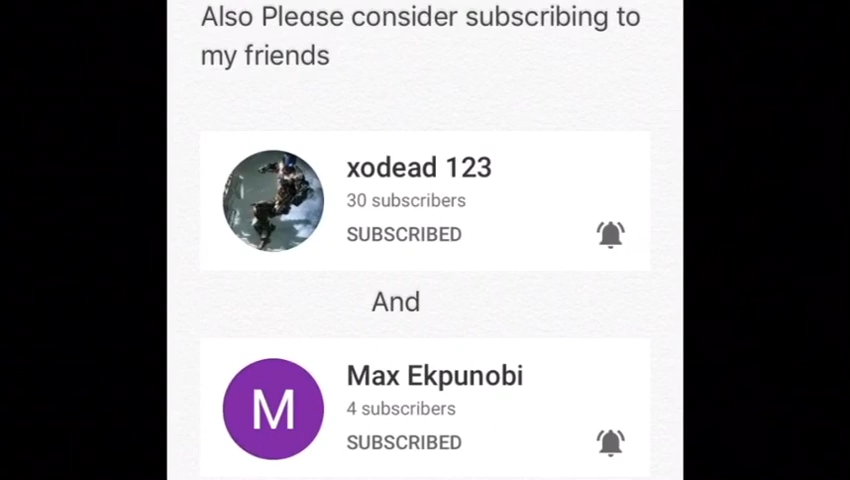 Also Please consider subscribing to
my friends
xodead 123
30 subscribers
SUBSCRIBED
And
M
Max Ekpunobi
4 subscribers
SUBSCRIBED